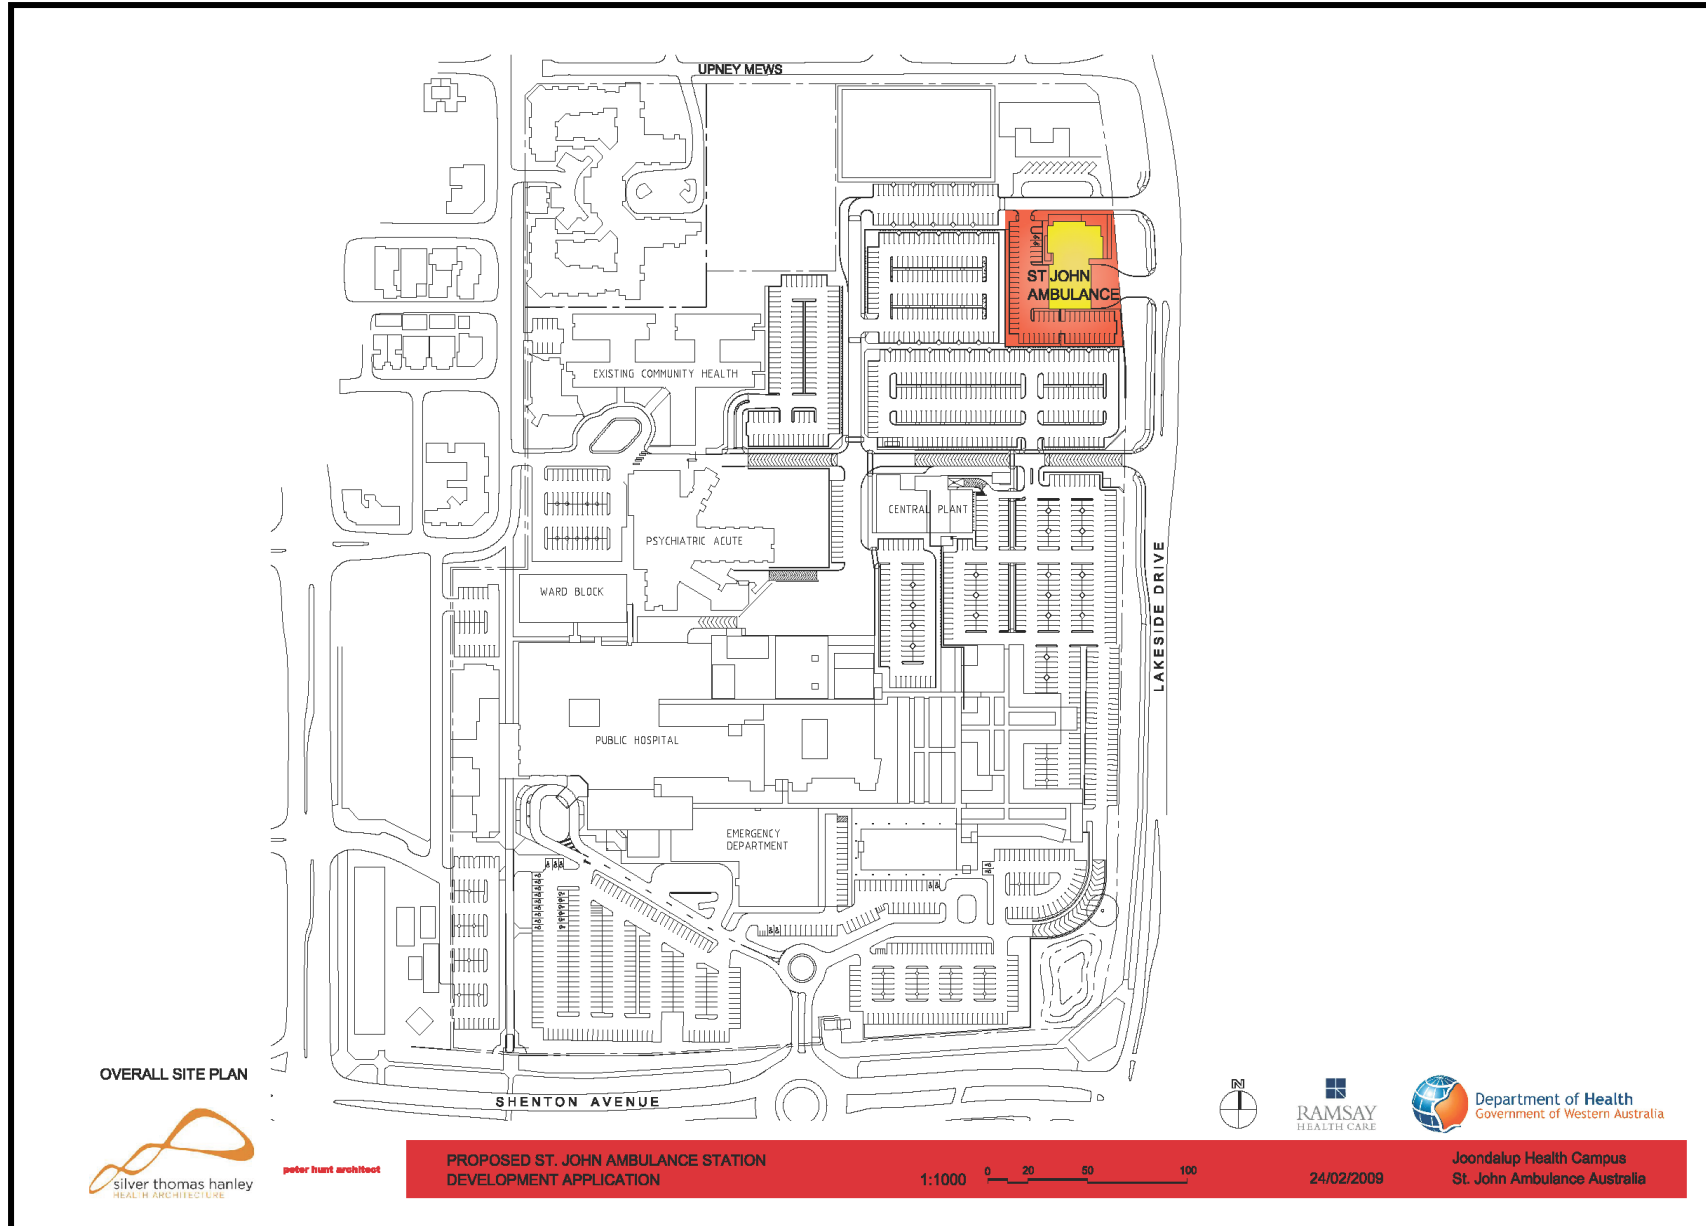 UPNEY MEWS
ST JOHN
AMBULANCE
EXISTING COMMUNITY HEALTH
CENTRAL PLANT
PSYCHIATRIC ACUTE
WARD BLOCK
LAKESIDE DRIVE
PUBLIC HOSPITAL
EMERGENCY
DEPARTMENT
OVERALL SITE PLAN
SHENTON AVENUE
N
RAMSAY
HEALTH CARE
Department of Health
Government of Western Australia
silver thomas hanley
HEALTH ARCHITECTURE
peter hunt architect
PROPOSED ST. JOHN AMBULANCE STATION
DEVELOPMENT APPLICATION
1:1000
0 20 50 100
24/02/2009
Joondalup Health Campus
St. John Ambulance Australia